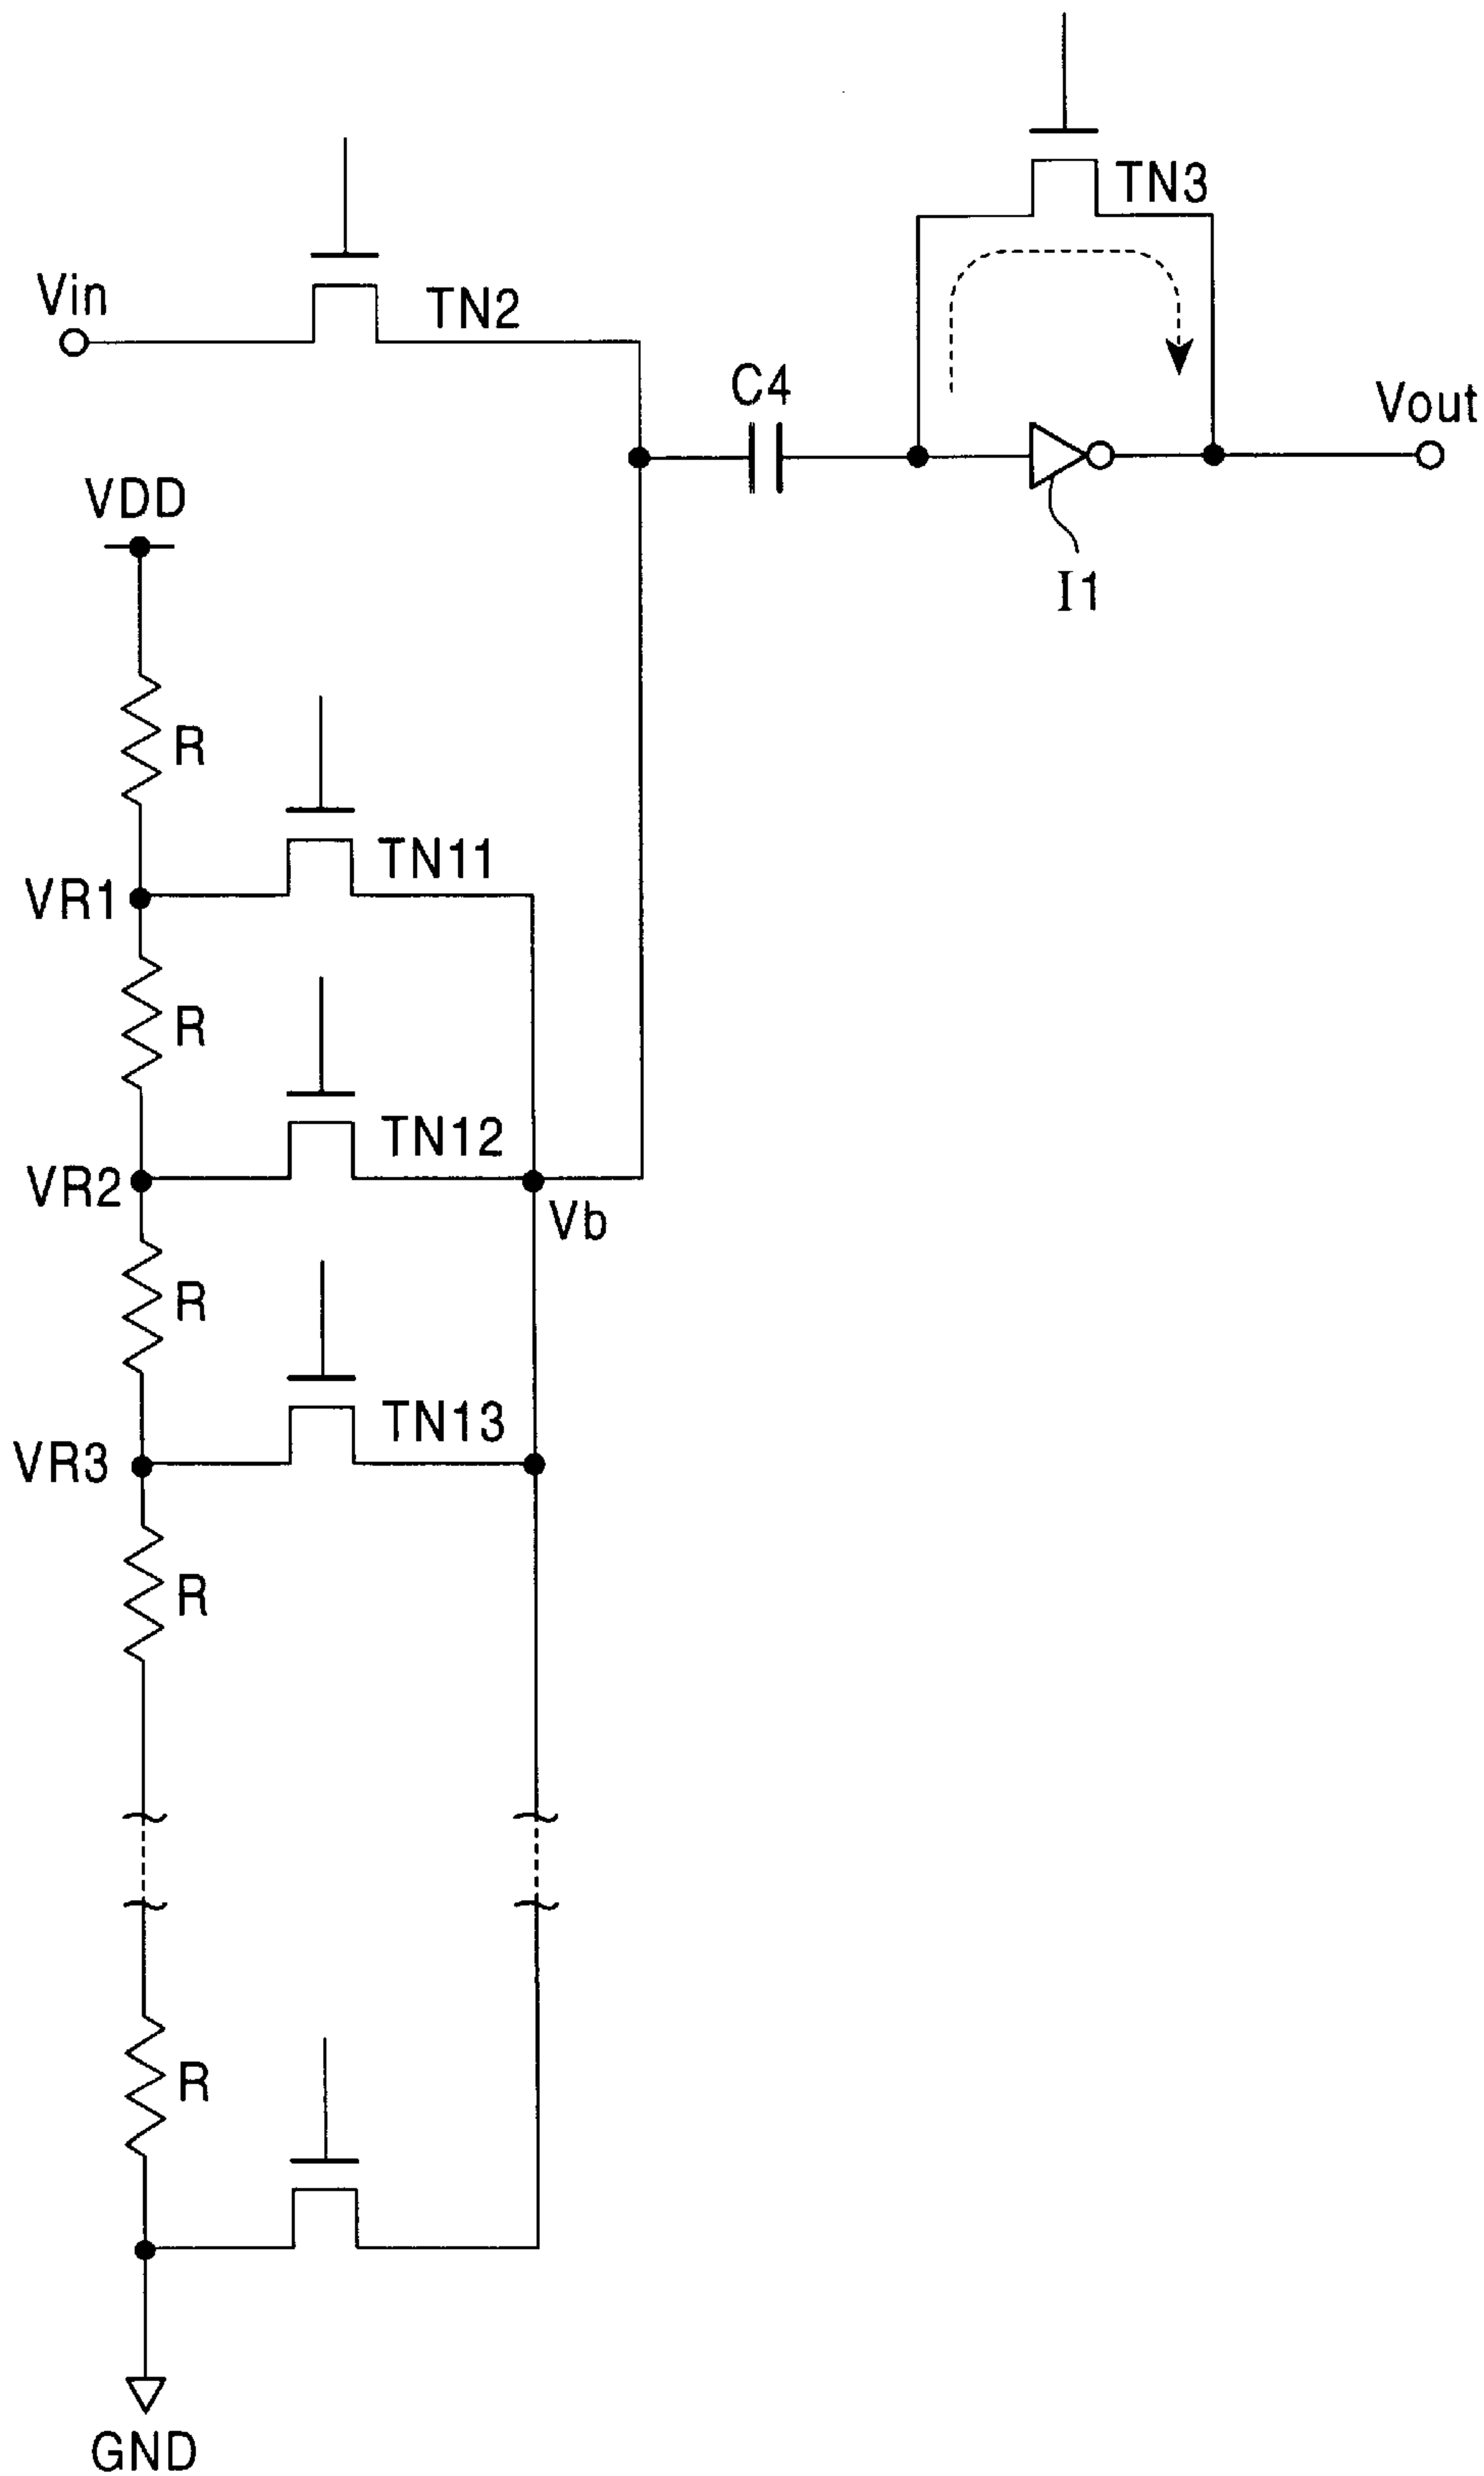 TN3
Vin
TN2
C4
Vout
VDD
I1
R
TN11
VR1
R
TN12
VR2
Vb
R
TN13
VR3
R
R
GND